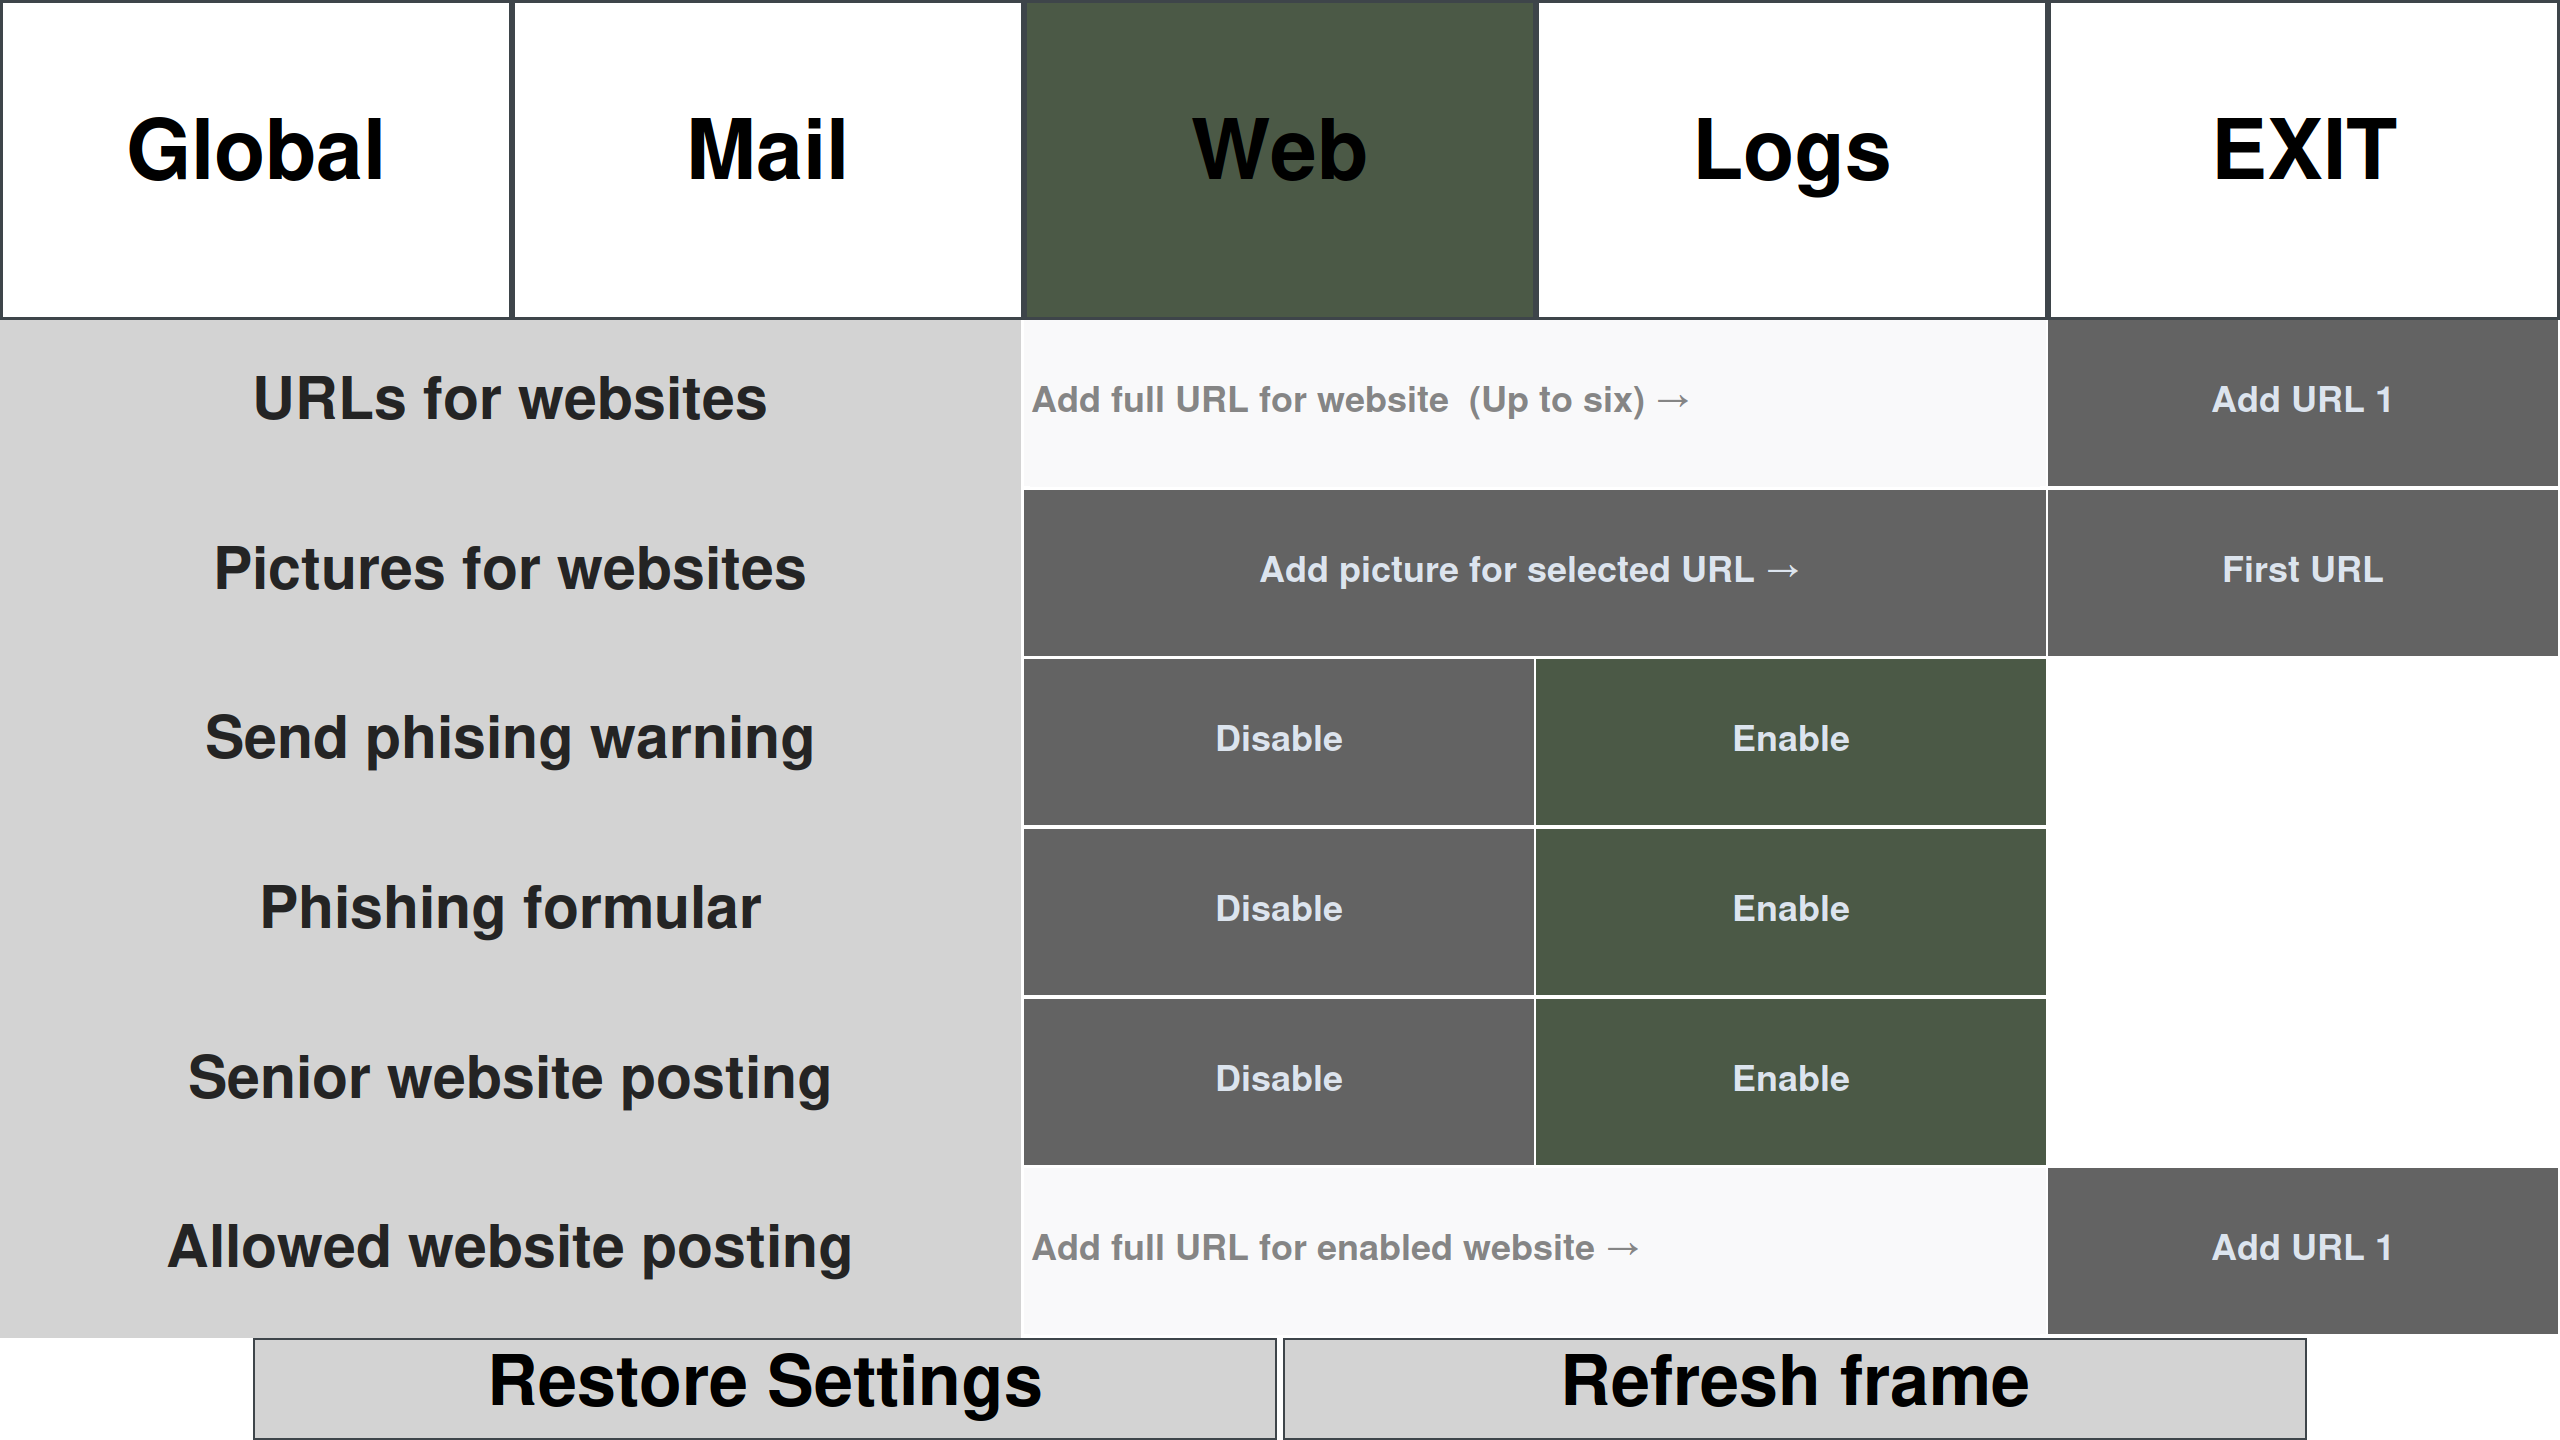 Global
Mail
Web
Logs
EXIT
URLs for websites
Add full URL for website  (Up to six) →
Add URL 1
Pictures for websites
Add picture for selected URL →
First URL
Send phising warning
Disable
Enable
Phishing formular
Disable
Enable
Senior website posting
Disable
Enable
Allowed website posting
Add full URL for enabled website →
Add URL 1
Restore Settings
Refresh frame